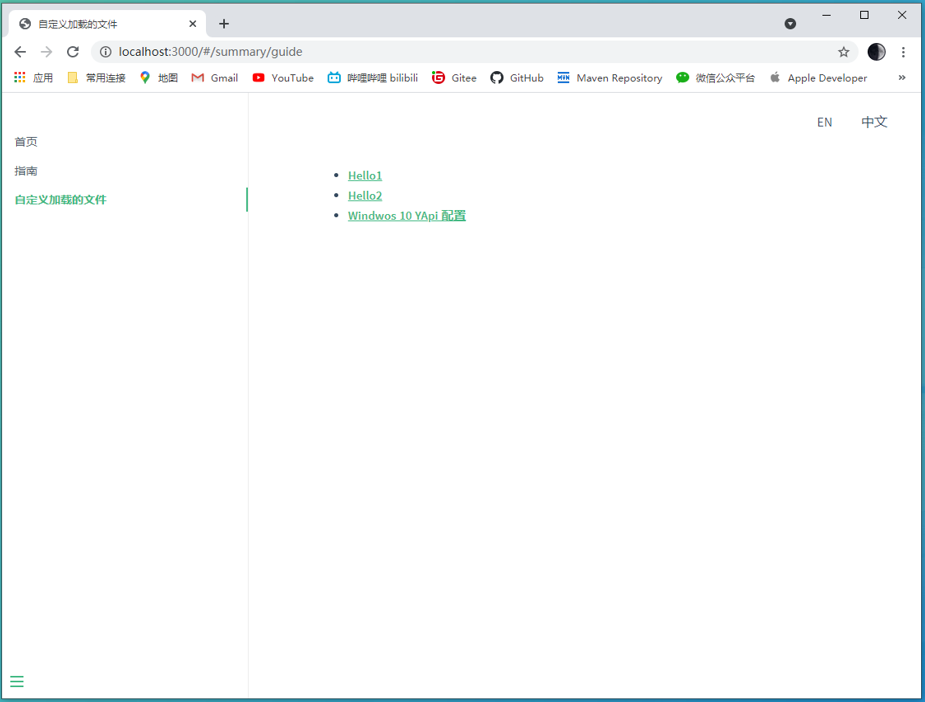 自定义加载的文件
localhost:3000/#/summary/guide
应用 常用连接 地图 Gmail YouTube 哔哩哔哩 bilibili Gitee GitHub Maven Repository 微信公众平台 Apple Developer »
EN 中文
首页
指南
自定义加载的文件
Hello1
Hello2
Windwos 10 YApi 配置